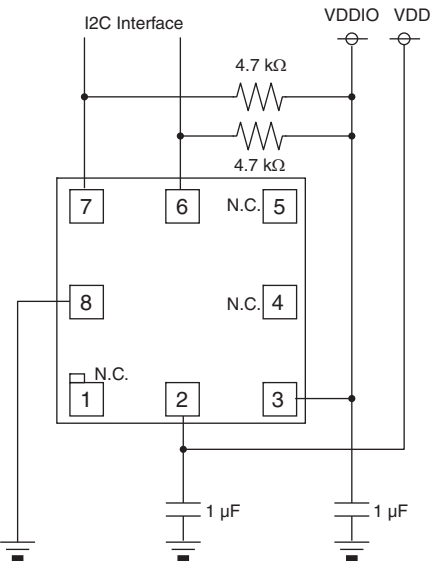 I2C Interface
VDDIO VDD
4.7 kΩ
4.7 kΩ
7
6
N.C. 5
8
N.C. 4
N.C.
1
2
3
1 µF
1 µF